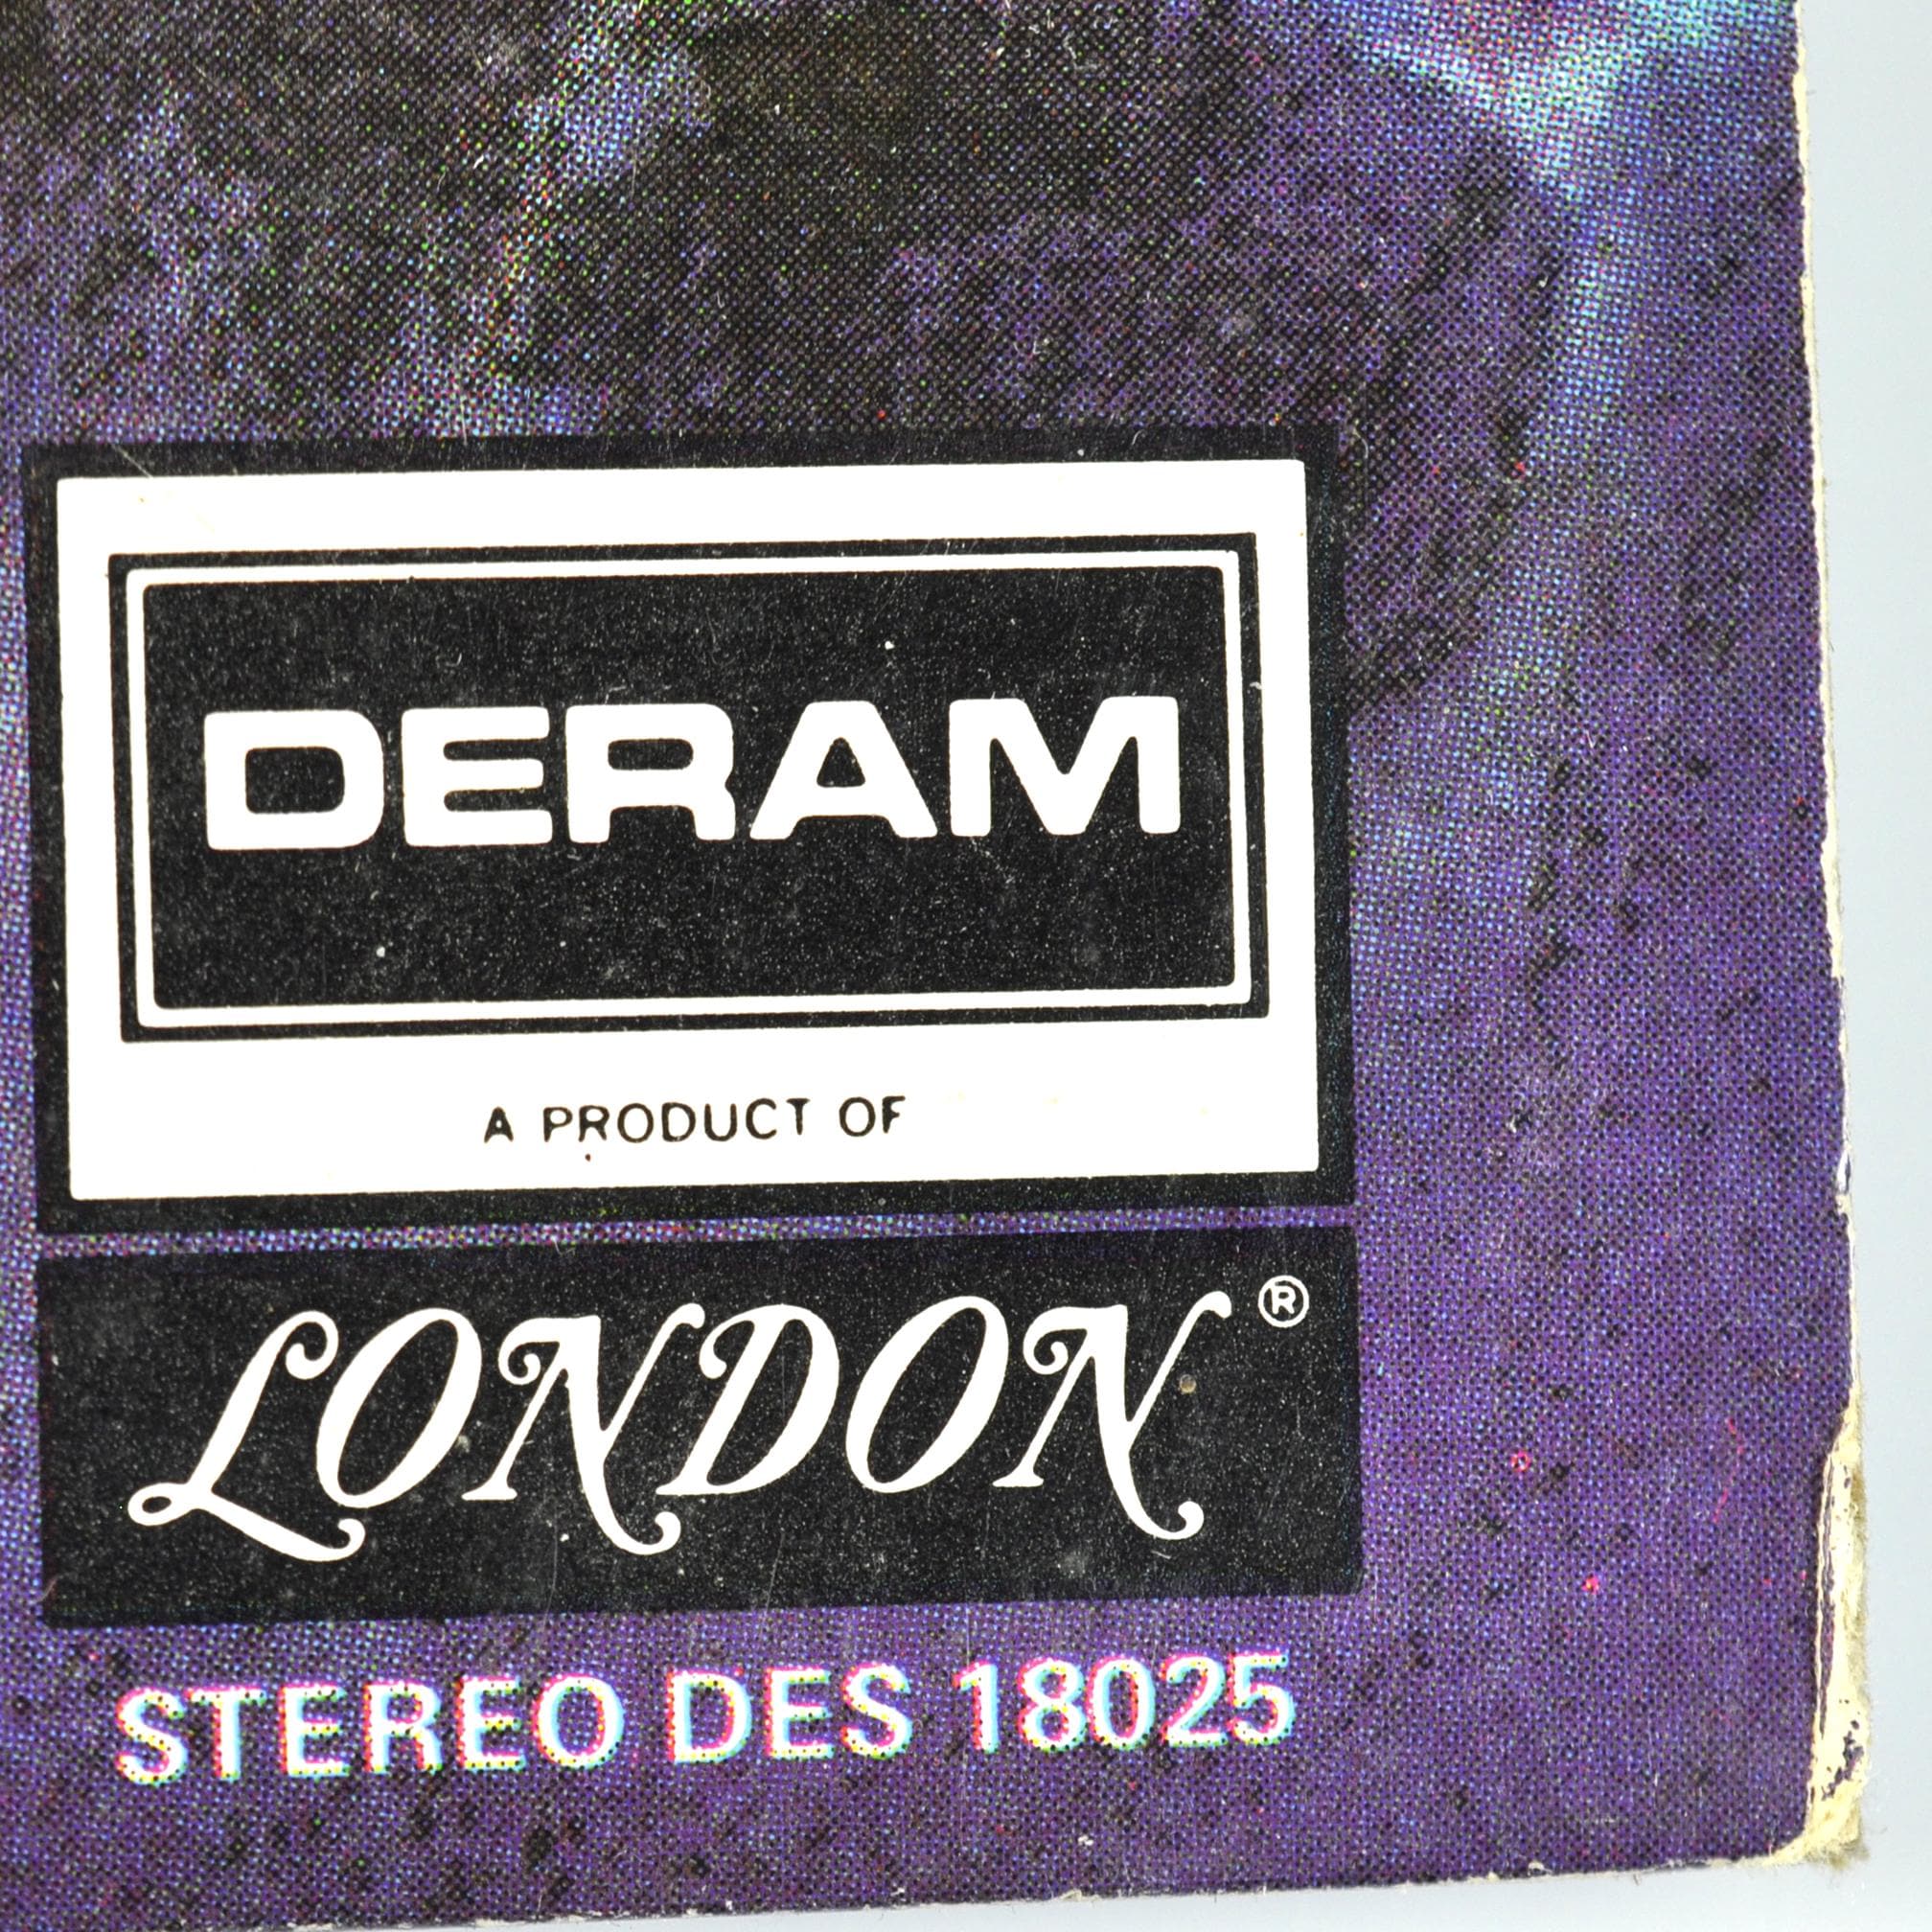 DERAM
A PRODUCT OF
LONDON®
STEREO DES 18025